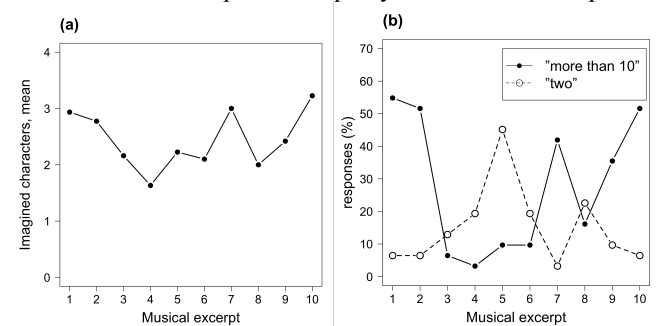 (a)
4
3
2
1
0
Imagined characters, mean
1 2 3 4 5 6 7 8 9 10
Musical excerpt
(b)
70
60
50
40
30
20
10
0
responses (%)
"more than 10"
"two"
1 2 3 4 5 6 7 8 9 10
Musical excerpt